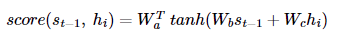 score(s_{t-1}, h_i) = W_a^T tanh(W_b s_{t-1} + W_c h_i)